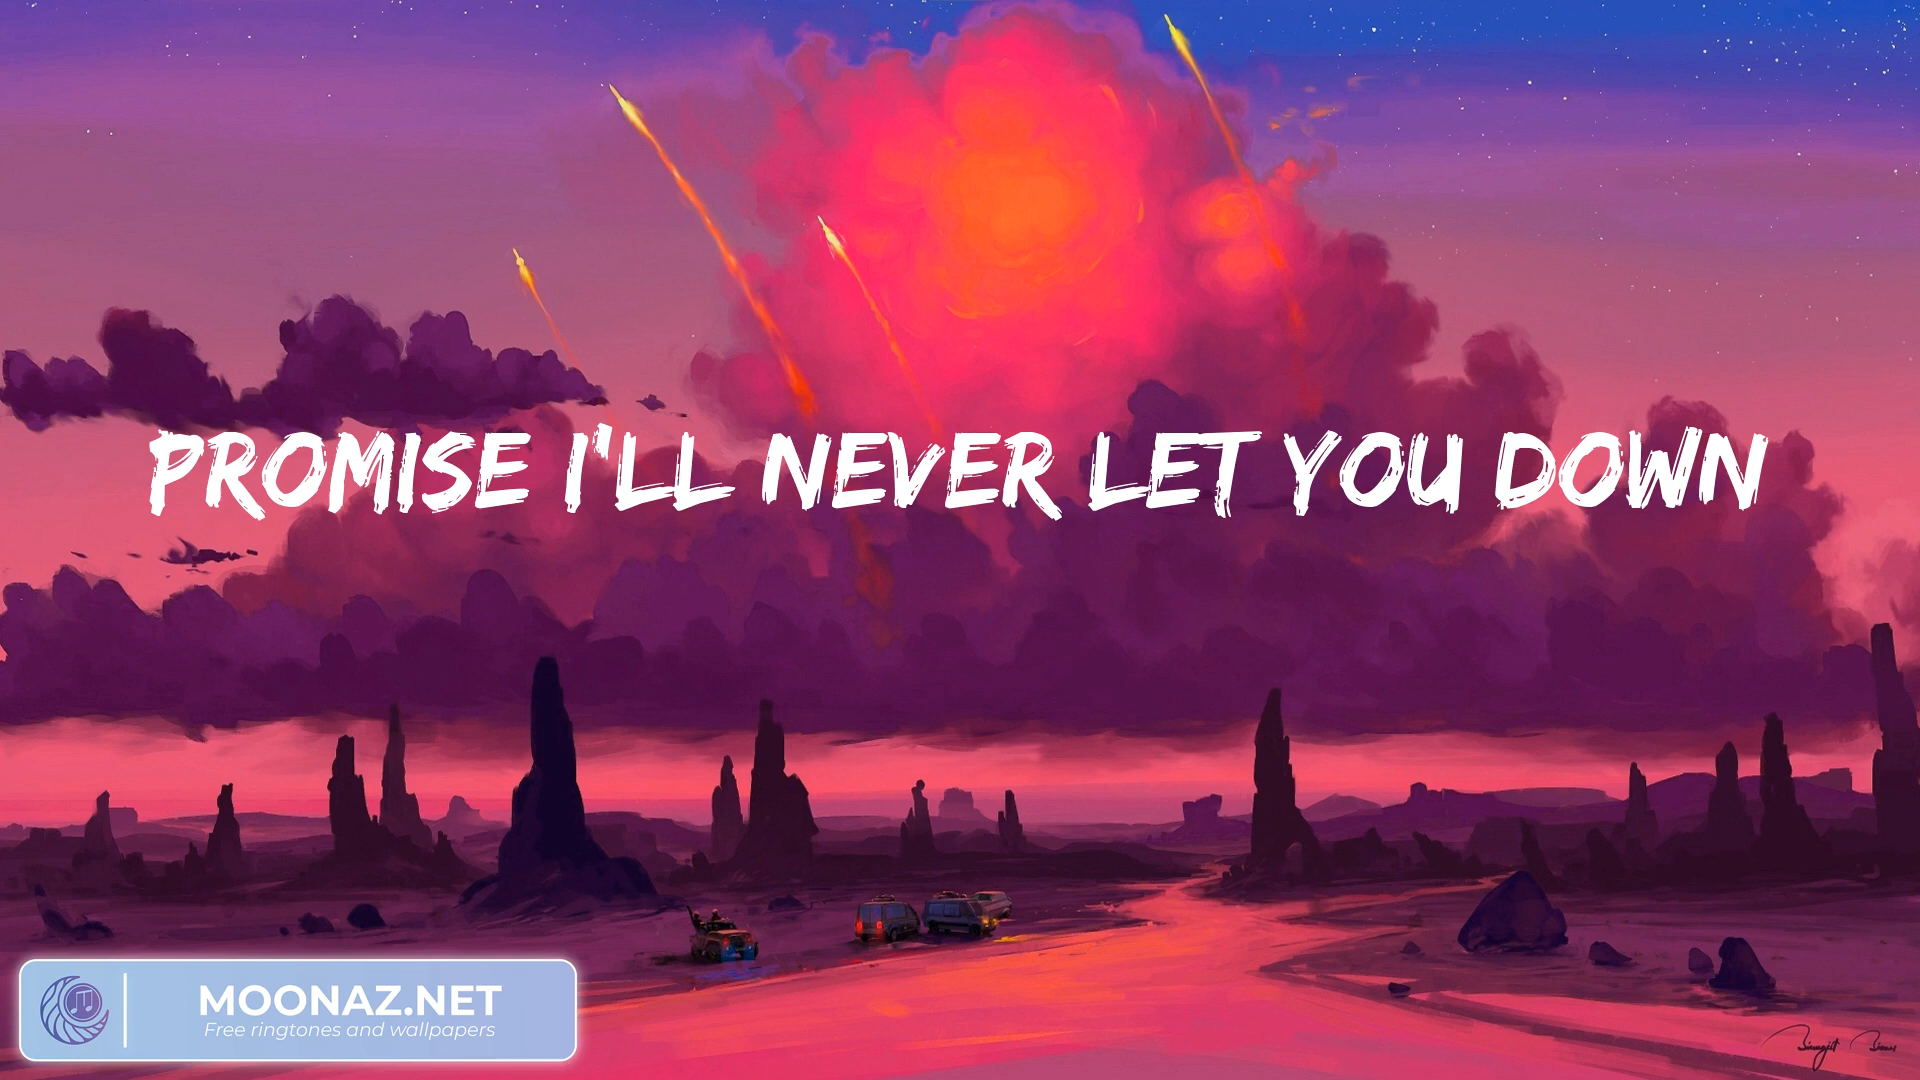 PROMISE I'LL NEVER LET YOU DOWN
MOONAZ.NET
Free ringtones and wallpapers